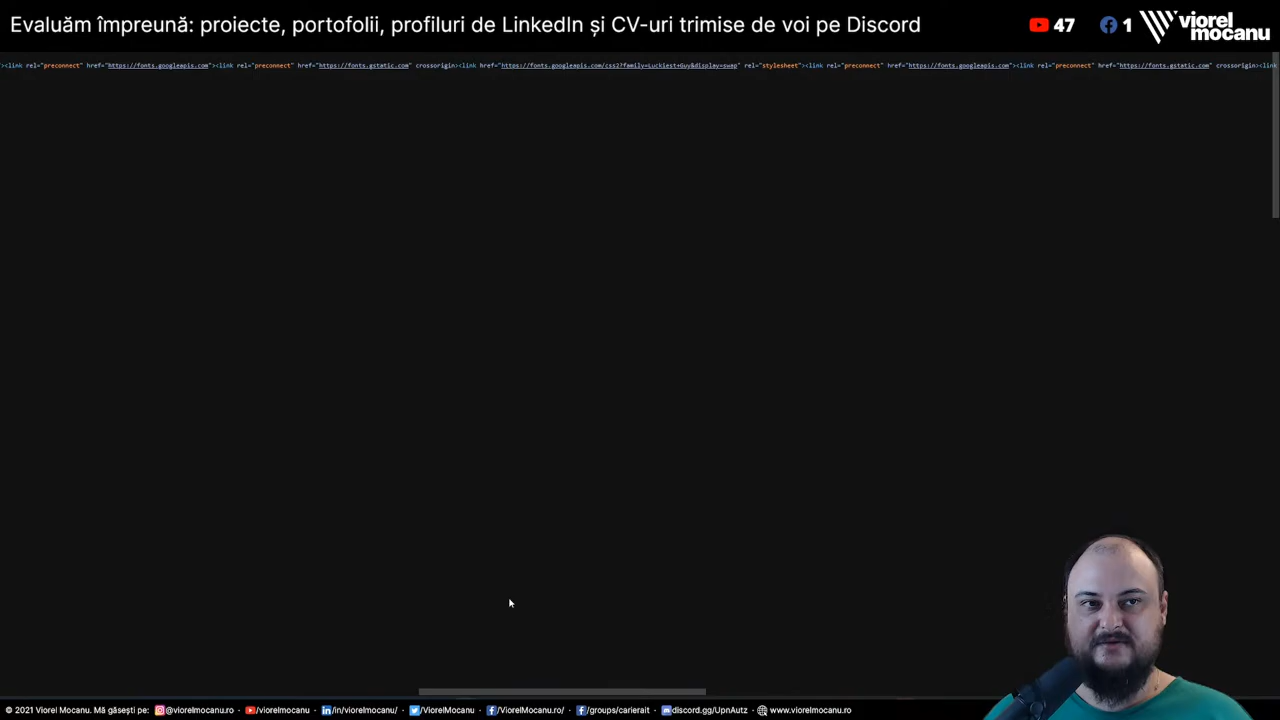 Evaluăm împreună: proiecte, portofolii, profiluri de LinkedIn și CV-uri trimise de voi pe Discord
47
1
viorel
mocanu
"><link rel="preconnect" href="https://fonts.googleapis.com"><link rel="preconnect" href="https://fonts.gstatic.com" crossorigin><link href="https://fonts.googleapis.com/css2?family=Luckiest+Guy&display=swap" rel="stylesheet"><link rel="preconnect" href="https://fonts.googleapis.com"><link rel="preconnect" href="https://fonts.gstatic.com" crossorigin><link
© 2021 Viorel Mocanu. Mă găsești pe: @viorelmocanu.ro · /viorelmocanu · /in/viorelmocanu/ · /ViorelMocanu · /ViorelMocanu.ro/ · /groups/carierait · discord.gg/UpnAutz · www.viorelmocanu.ro